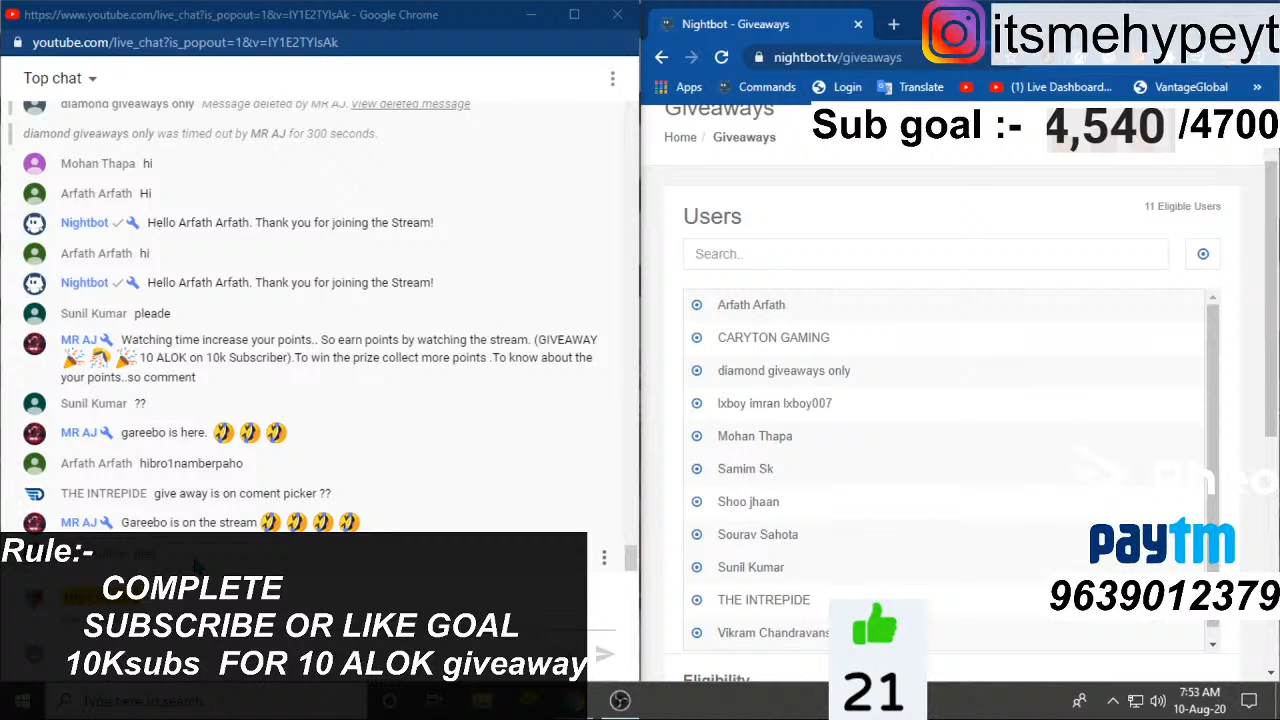 https://www.youtube.com/live_chat?is_popout=1&v=IY1E2TYIsAk - Google Chrome
youtube.com/live_chat?is_popout=1&v=IY1E2TYIsAk
Top chat
diamond giveaways only Message deleted by MR AJ. View deleted message
diamond giveaways only was timed out by MR AJ for 300 seconds.
Mohan Thapa hi
Arfath Arfath Hi
Nightbot Hello Arfath Arfath. Thank you for joining the Stream!
Arfath Arfath hi
Nightbot Hello Arfath Arfath. Thank you for joining the Stream!
Sunil Kumar pleade
MR AJ Watching time increase your points.. So earn points by watching the stream. (GIVEAWAY
10 ALOK on 10k Subscriber).To win the prize collect more points .To know about the
your points..so comment
Sunil Kumar ??
MR AJ gareebo is here.
Arfath Arfath hibro1namberpaho
THE INTREPIDE give away is on coment picker ??
MR AJ Gareebo is on the stream
Rule:-
COMPLETE
SUBSCRIBE OR LIKE GOAL
10Ksubs FOR 10 ALOK giveaway
Type here to search
Nightbot - Giveaways
itsmehypeyt
nightbot.tv/giveaways
Apps Commands Login Translate (1) Live Dashboard... VantageGlobal »
Giveaways
Sub goal :- 4,540 /4700
Home / Giveaways
Users
11 Eligible Users
Search..
Arfath Arfath
CARYTON GAMING
diamond giveaways only
lxboy imran lxboy007
Mohan Thapa
Samim Sk
Shoo jhaan
Sourav Sahota
Sunil Kumar
THE INTREPIDE
Vikram Chandravans
Eligibility
paytm
9639012379
21
7:53 AM
10-Aug-20